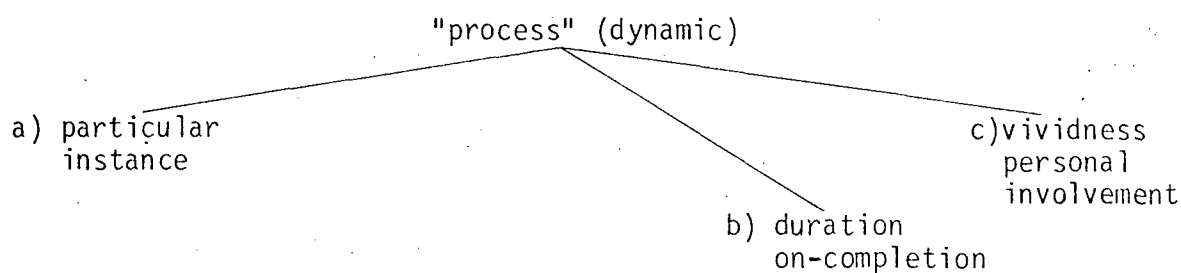 "process" (dynamic)
a) particular
instance
c)vividness
personal
involvement
b) duration
on-completion